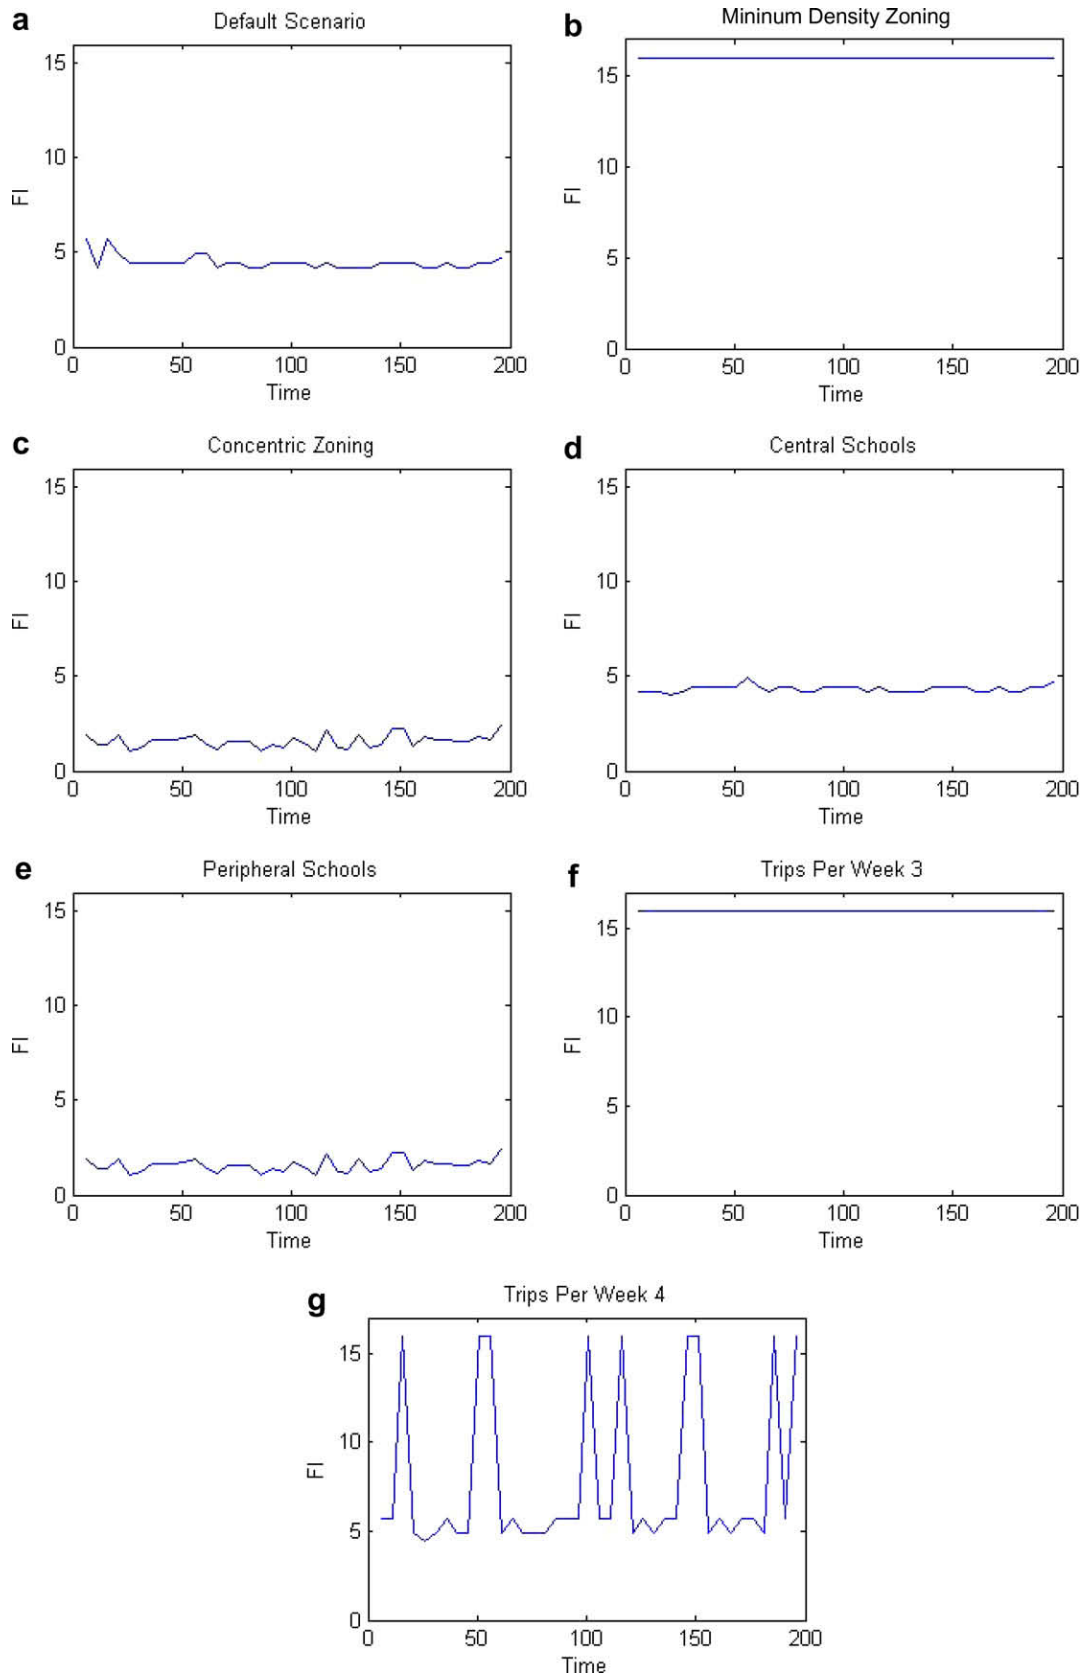 a
Default Scenario
15
10
5
0
FI
0 50 100 150 200
Time
b
Mininum Density Zoning
15
10
5
0
FI
0 50 100 150 200
Time
c
Concentric Zoning
15
10
5
0
FI
0 50 100 150 200
Time
d
Central Schools
15
10
5
0
FI
0 50 100 150 200
Time
e
Peripheral Schools
15
10
5
0
FI
0 50 100 150 200
Time
f
Trips Per Week 3
15
10
5
0
FI
0 50 100 150 200
Time
g
Trips Per Week 4
15
10
5
0
FI
0 50 100 150 200
Time